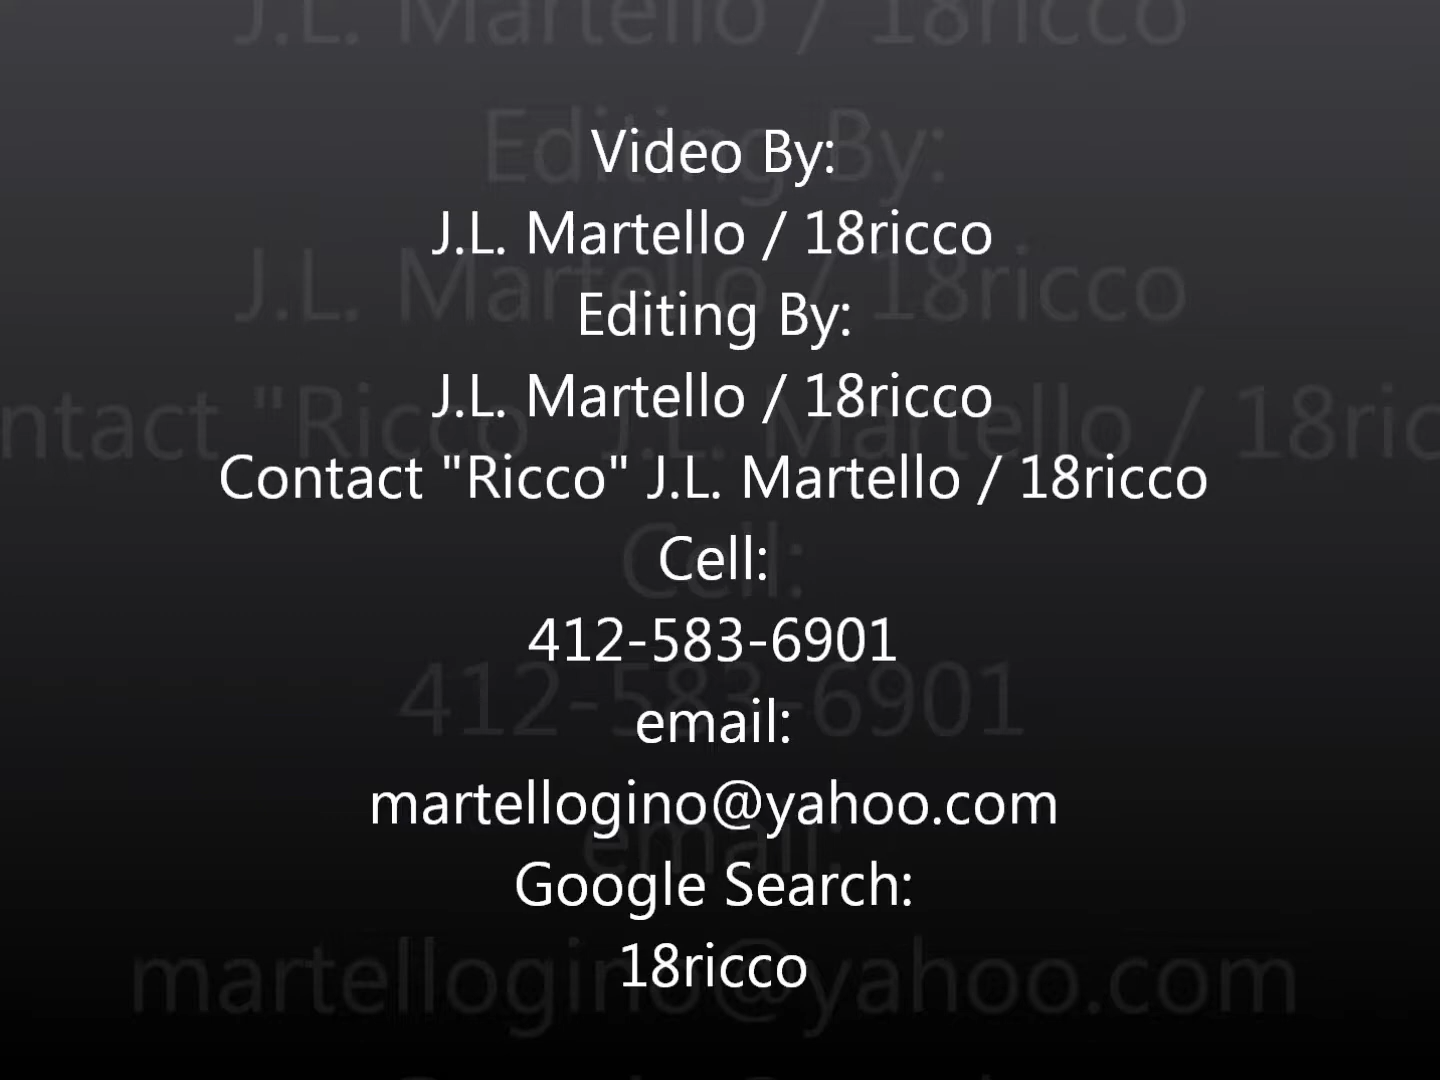 Video By:
J.L. Martello / 18ricco
Editing By:
J.L. Martello / 18ricco
Contact "Ricco" J.L. Martello / 18ricco
Cell:
412-583-6901
email:
martellogino@yahoo.com
Google Search:
18ricco